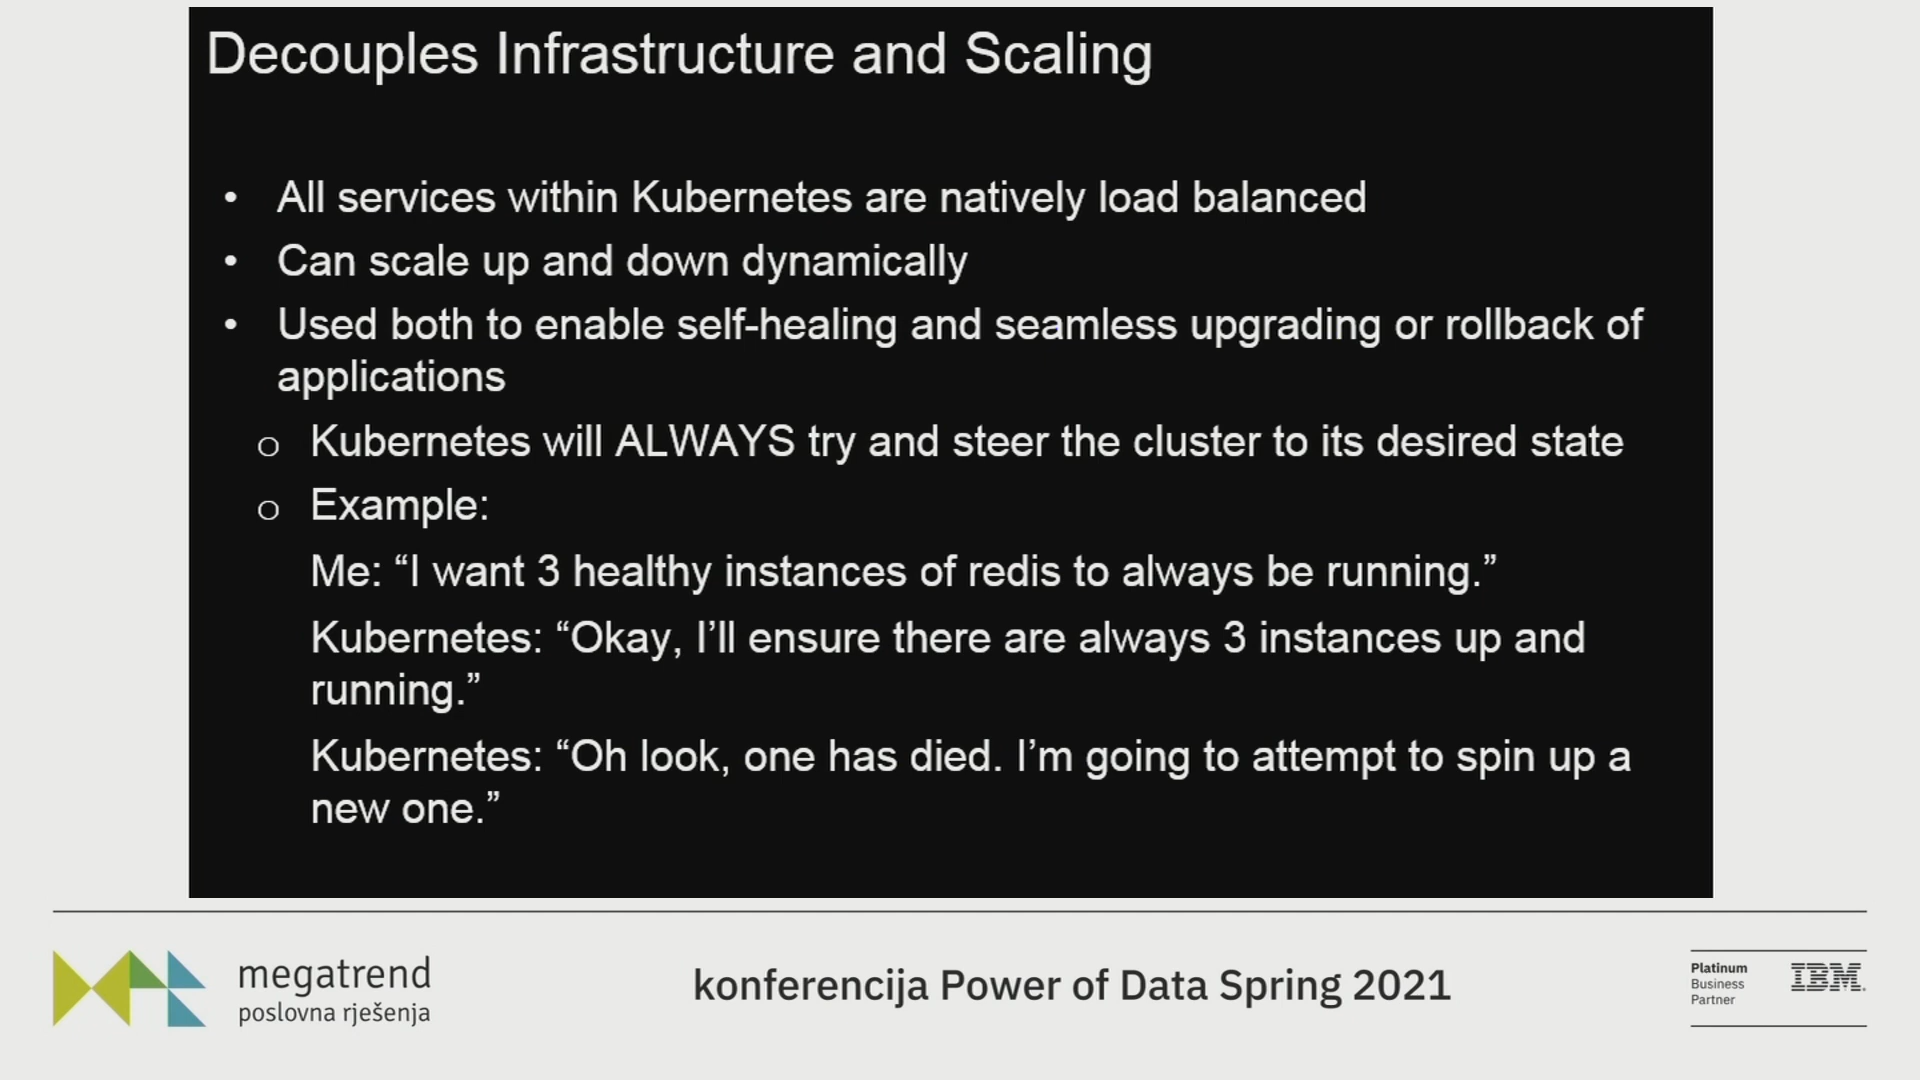 Decouples Infrastructure and Scaling
• All services within Kubernetes are natively load balanced
• Can scale up and down dynamically
• Used both to enable self-healing and seamless upgrading or rollback of
applications
o Kubernetes will ALWAYS try and steer the cluster to its desired state
o Example:
Me: “I want 3 healthy instances of redis to always be running.”
Kubernetes: “Okay, I’ll ensure there are always 3 instances up and
running.”
Kubernetes: “Oh look, one has died. I’m going to attempt to spin up a
new one.”
megatrend
poslovna rješenja
konferencija Power of Data Spring 2021
Platinum
Business
Partner
IBM.